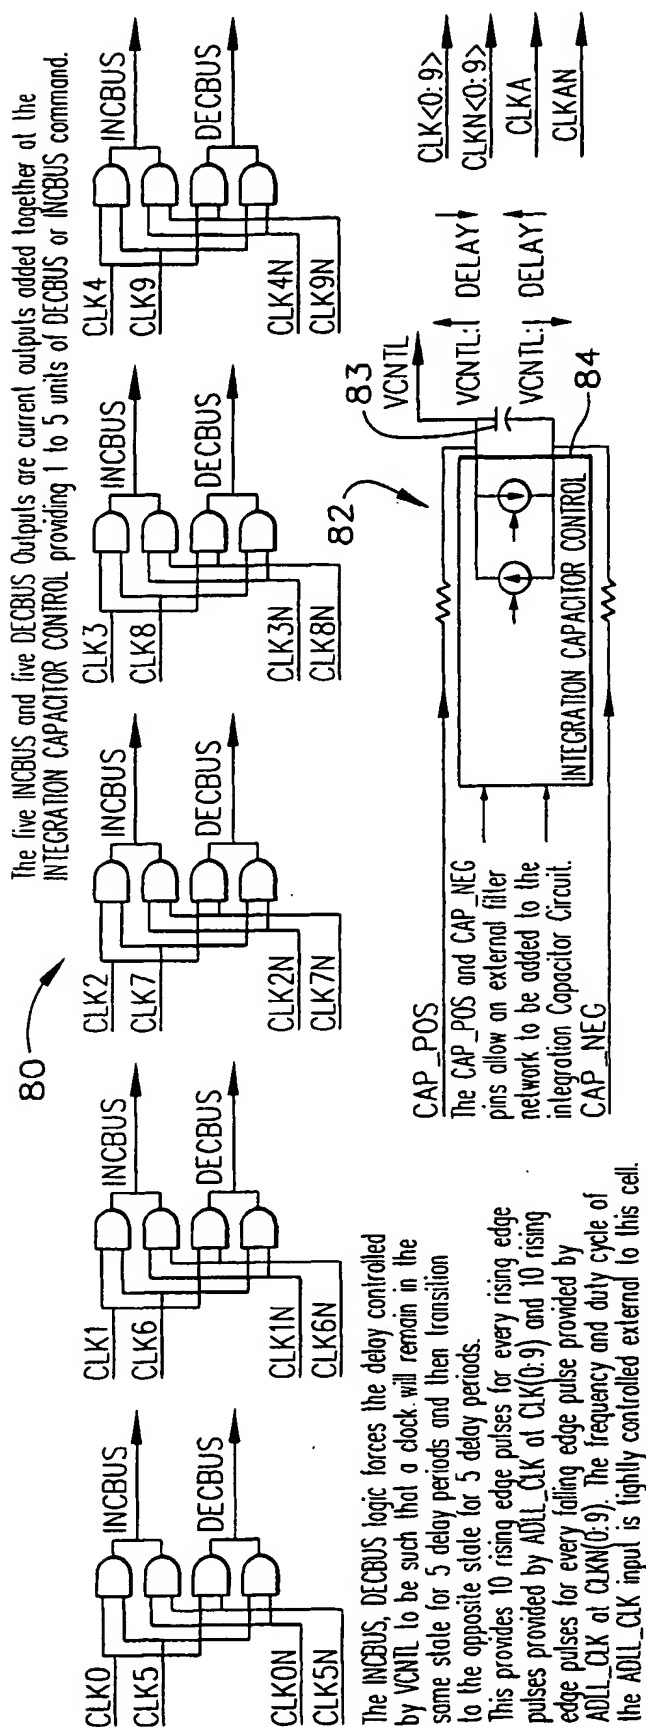 The five INCBUS and five DECBUS Outputs are current outputs added together at the
INTEGRATION CAPACITOR CONTROL providing 1 to 5 units of DECBUS or INCBUS command.
80
CLK0
CLK5
CLK0N
CLK5N
INCBUS
DECBUS
CLK1
CLK6
CLK1N
CLK6N
INCBUS
DECBUS
CLK2
CLK7
CLK2N
CLK7N
INCBUS
DECBUS
CLK3
CLK8
CLK3N
CLK8N
INCBUS
DECBUS
CLK4
CLK9
CLK4N
CLK9N
INCBUS
DECBUS
The INCBUS, DECBUS logic forces the delay controlled
by VCNTL to be such that a clock will remain in the
same state for 5 delay periods and then transition
to the opposite state for 5 delay periods.
This provides 10 rising edge pulses for every rising edge
pulses provided by ADLL_CLK at CLK(0:9) and 10 rising
edge pulses for every falling edge pulse provided by
ADLL_CLK at CLKN(0:9). The frequency and duty cycle of
the ADLL_CLK input is tightly controlled external to this cell.
CAP_POS
The CAP_POS and CAP_NEG
pins allow an external filter
network to be added to the
integration Capacitor Circuit.
CAP_NEG
INTEGRATION CAPACITOR CONTROL
82
83
84
VCNTL
VCNTL: DELAY
VCNTL: DELAY
CLK<0:9>
CLKN<0:9>
CLKA
CLKAN